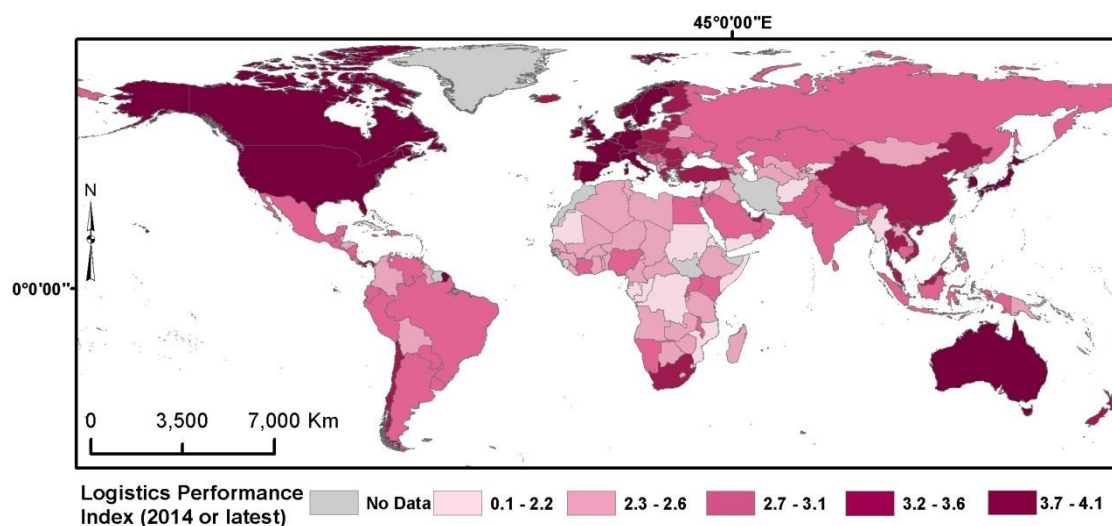 45°0'00"E
N
0°0'00"
0 3,500 7,000 Km
Logistics Performance
Index (2014 or latest)
No Data 0.1 - 2.2 2.3 - 2.6 2.7 - 3.1 3.2 - 3.6 3.7 - 4.1